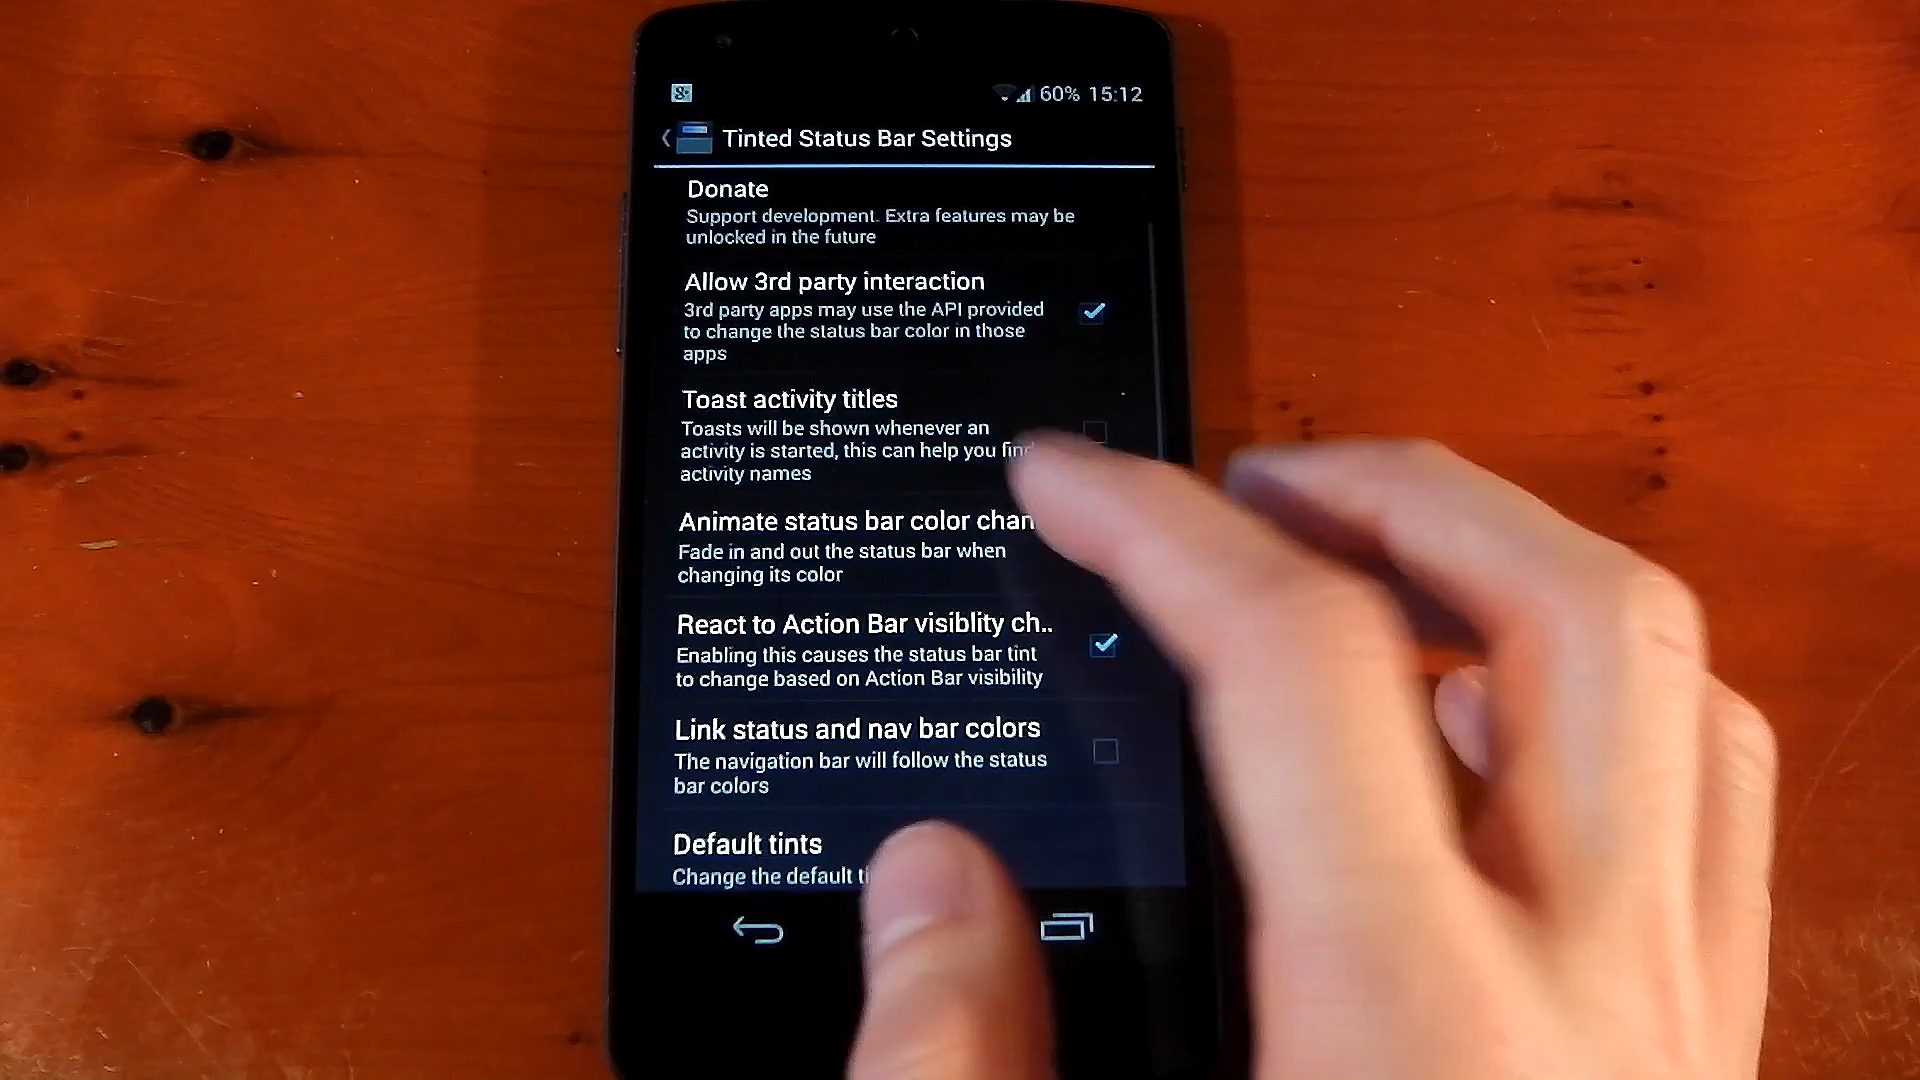 8+
60% 15:12
Tinted Status Bar Settings
Donate
Support development. Extra features may be
unlocked in the future
Allow 3rd party interaction
3rd party apps may use the API provided
to change the status bar color in those
apps
Toast activity titles
Toasts will be shown whenever an
activity is started, this can help you find
activity names
Animate status bar color chan
Fade in and out the status bar when
changing its color
React to Action Bar visiblity ch..
Enabling this causes the status bar tint
to change based on Action Bar visibility
Link status and nav bar colors
The navigation bar will follow the status
bar colors
Default tints
Change the default